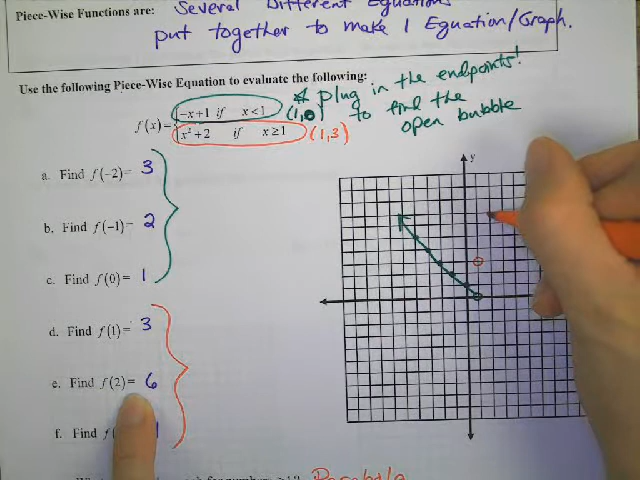 Piece-Wise Functions are: Several Different Equations
put together to make 1 Equation/Graph.
Use the following Piece-Wise Equation to evaluate the following:
* plug in the endpoints!
to find the
open bubble
f(x)= -x+1 if x<1 (1,0)
x²+2 if x≥1 (1,3)
a. Find f(-2)= 3
b. Find f(-1)= 2
c. Find f(0)= 1
d. Find f(1)= 3
e. Find f(2)= 6
f. Find f
y
Parabola